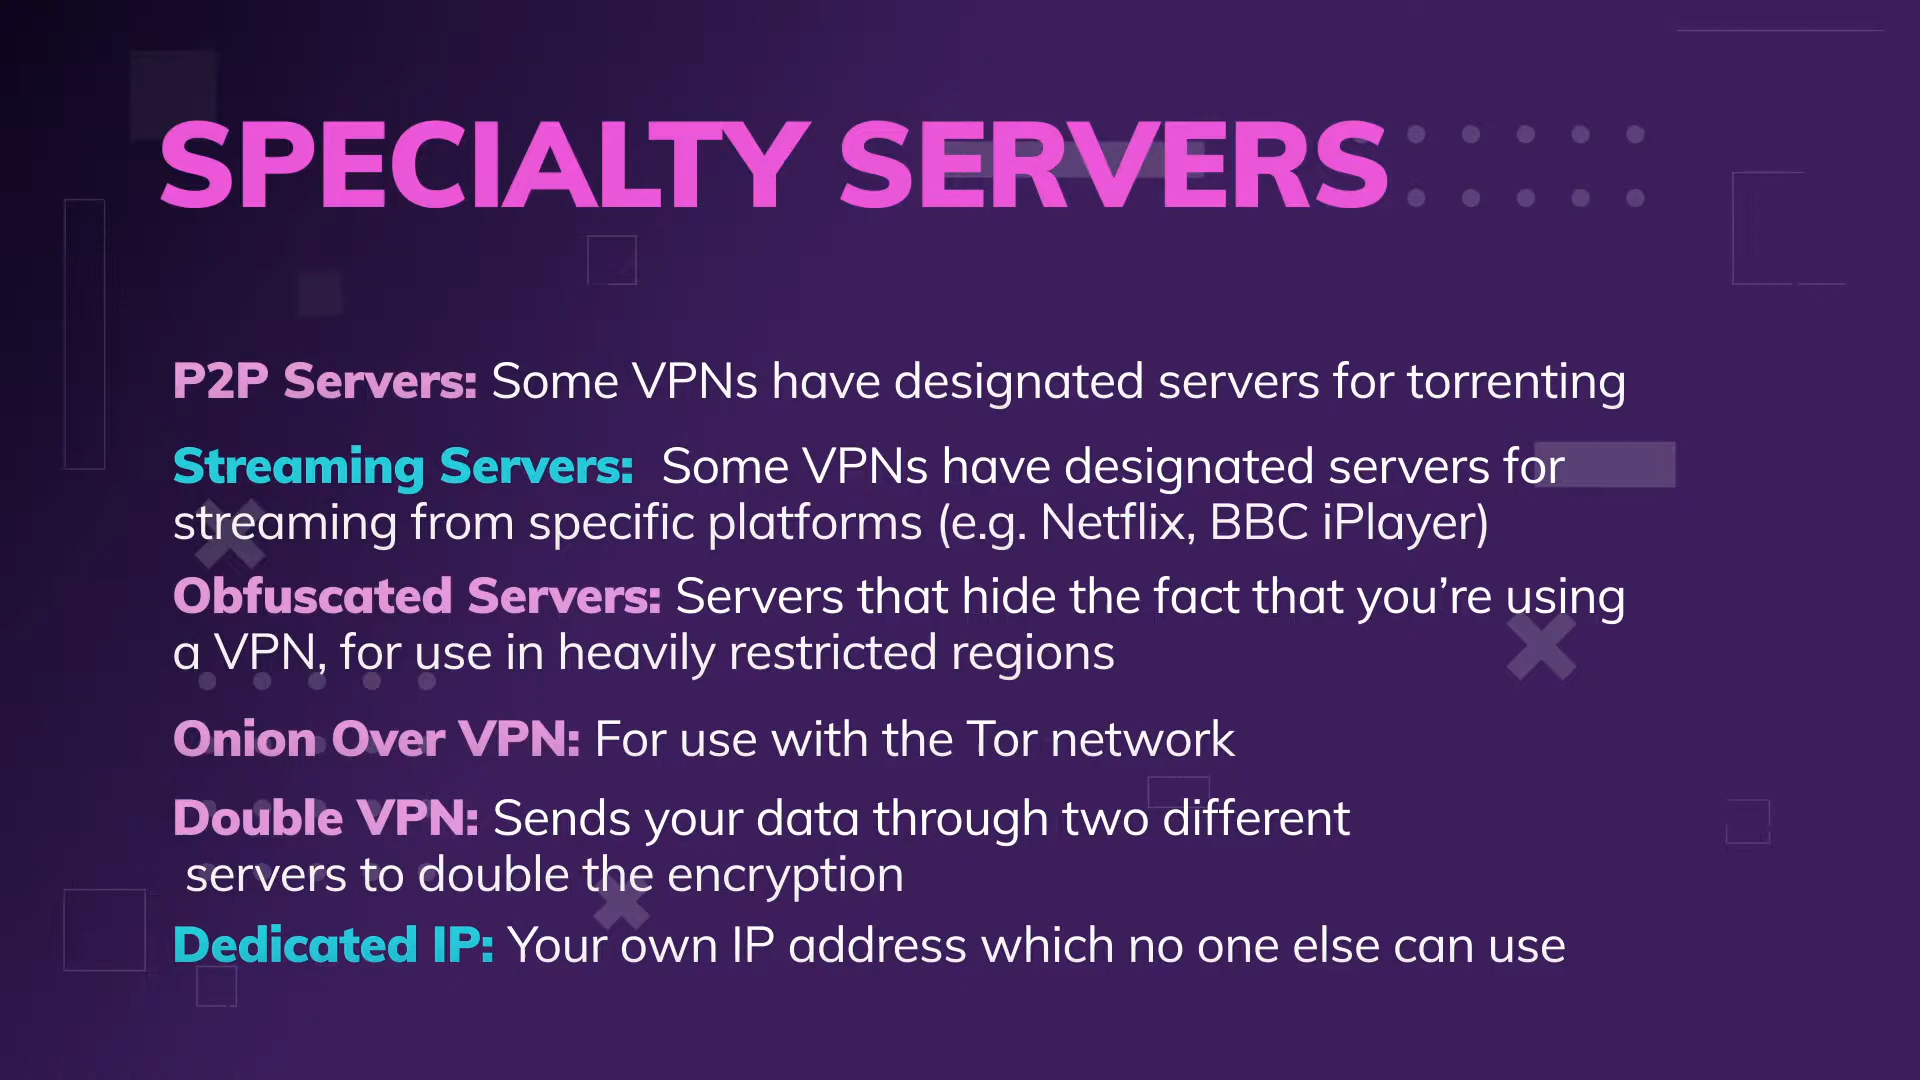 SPECIALTY SERVERS
P2P Servers: Some VPNs have designated servers for torrenting
Streaming Servers: Some VPNs have designated servers for
streaming from specific platforms (e.g. Netflix, BBC iPlayer)
Obfuscated Servers: Servers that hide the fact that you’re using
a VPN, for use in heavily restricted regions
Onion Over VPN: For use with the Tor network
Double VPN: Sends your data through two different
servers to double the encryption
Dedicated IP: Your own IP address which no one else can use